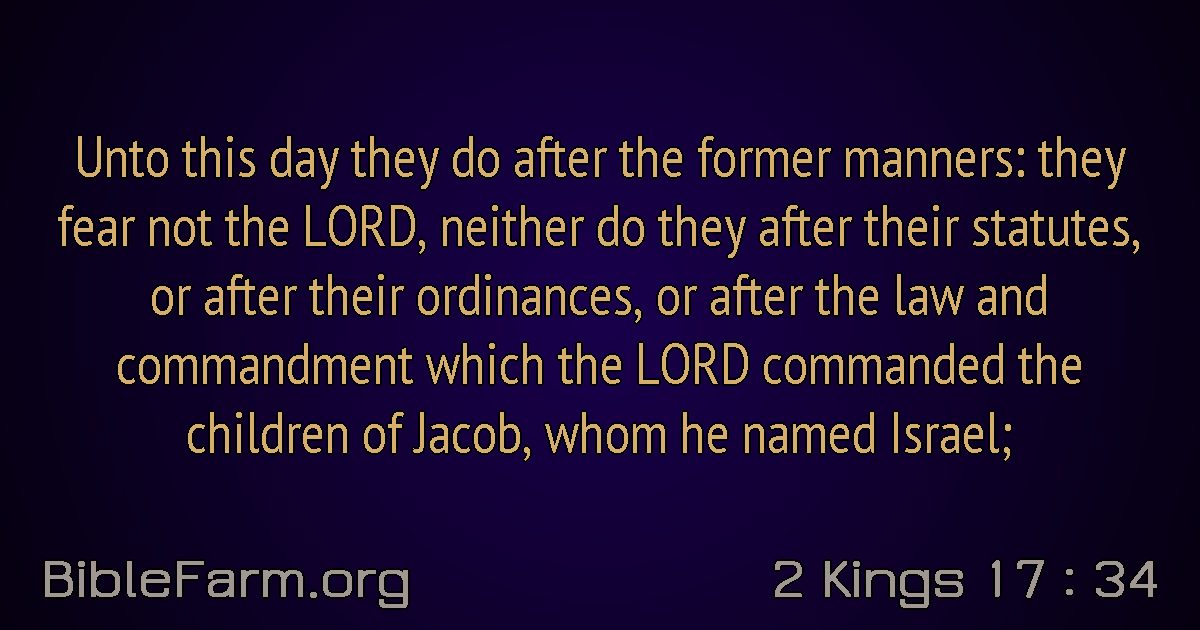 Unto this day they do after the former manners: they
fear not the LORD, neither do they after their statutes,
or after their ordinances, or after the law and
commandment which the LORD commanded the
children of Jacob, whom he named Israel;
BibleFarm.org
2 Kings 17 : 34